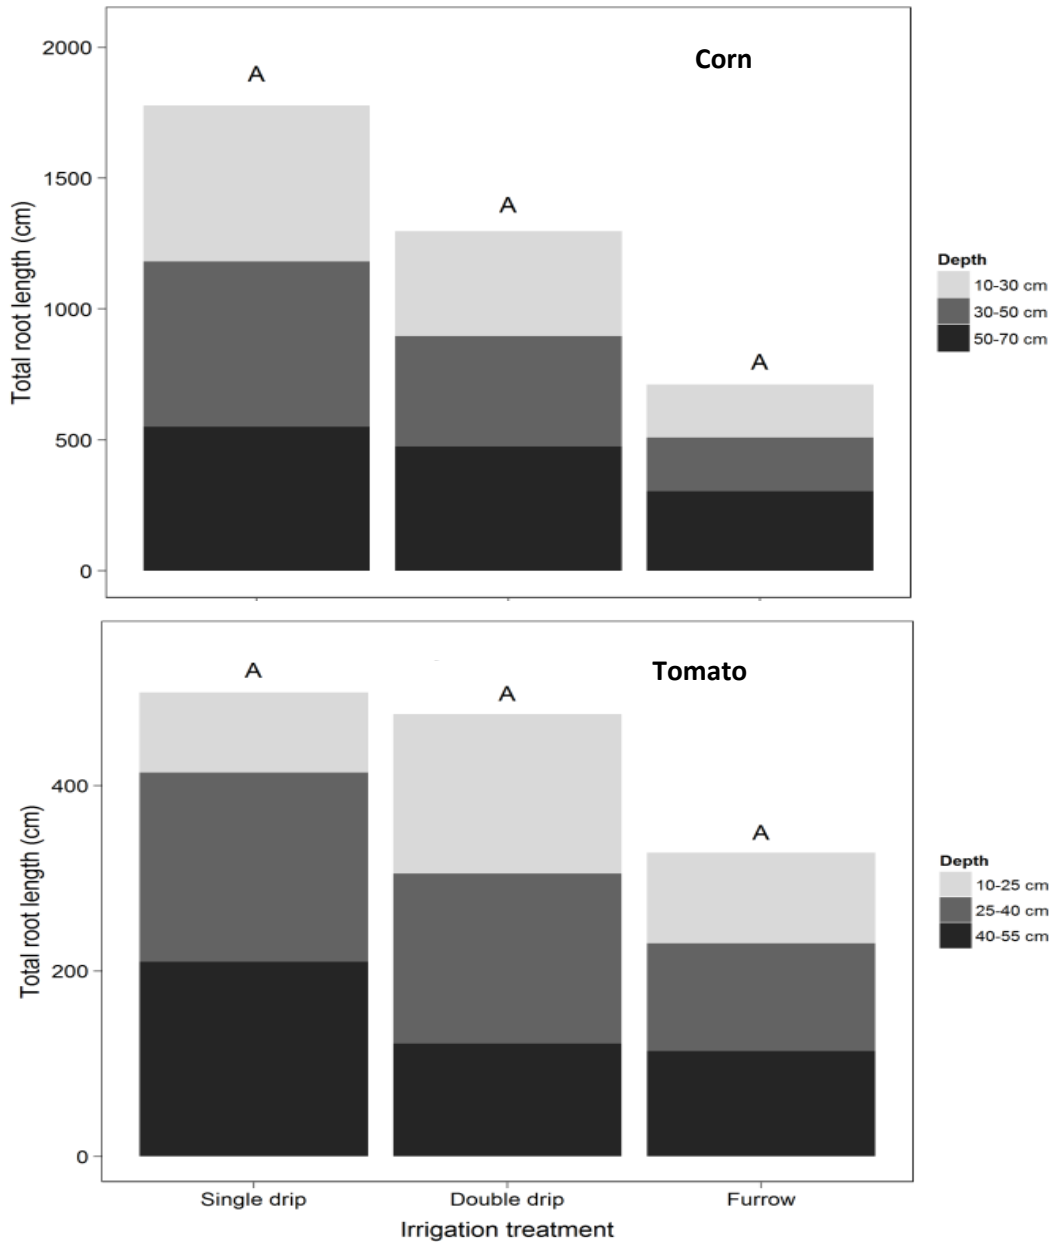 Corn
Total root length (cm)
2000
1500
1000
500
0
A
A
A
Depth
10-30 cm
30-50 cm
50-70 cm
Tomato
Total root length (cm)
400
200
0
A
A
A
Depth
10-25 cm
25-40 cm
40-55 cm
Single drip
Double drip
Furrow
Irrigation treatment